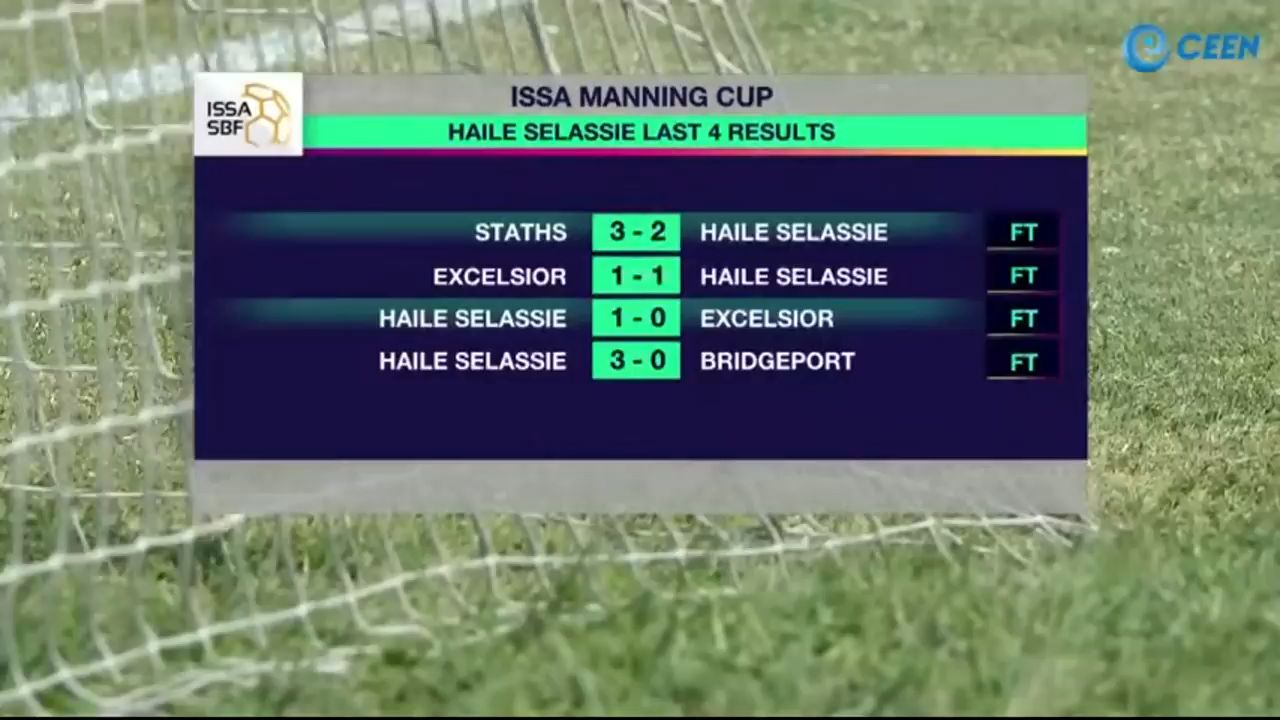 CEEN
ISSA
SBF
ISSA MANNING CUP
HAILE SELASSIE LAST 4 RESULTS
STATHS 3 - 2 HAILE SELASSIE FT
EXCELSIOR 1 - 1 HAILE SELASSIE FT
HAILE SELASSIE 1 - 0 EXCELSIOR FT
HAILE SELASSIE 3 - 0 BRIDGEPORT FT